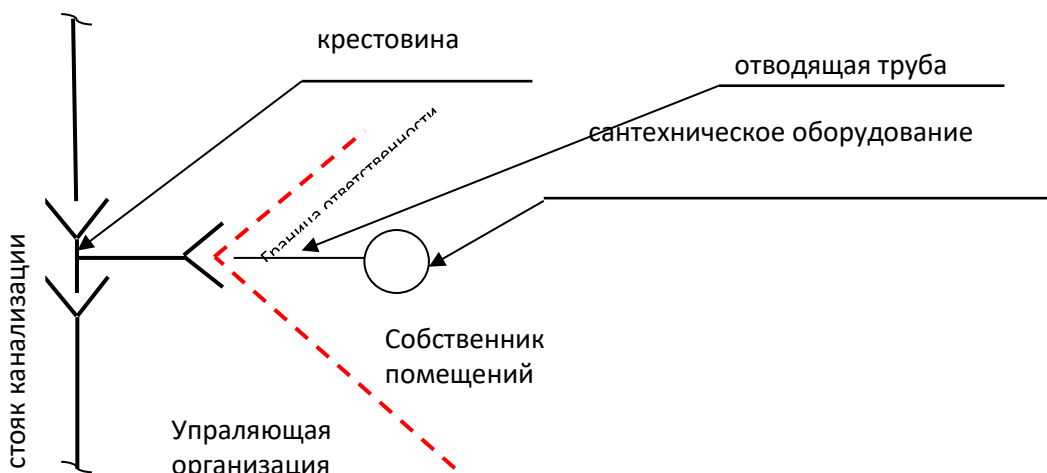 крестовина
отводящая труба
сантехническое оборудование
Граница ответственности
стояк канализации
Собственник
помещений
Упраляющая
организация